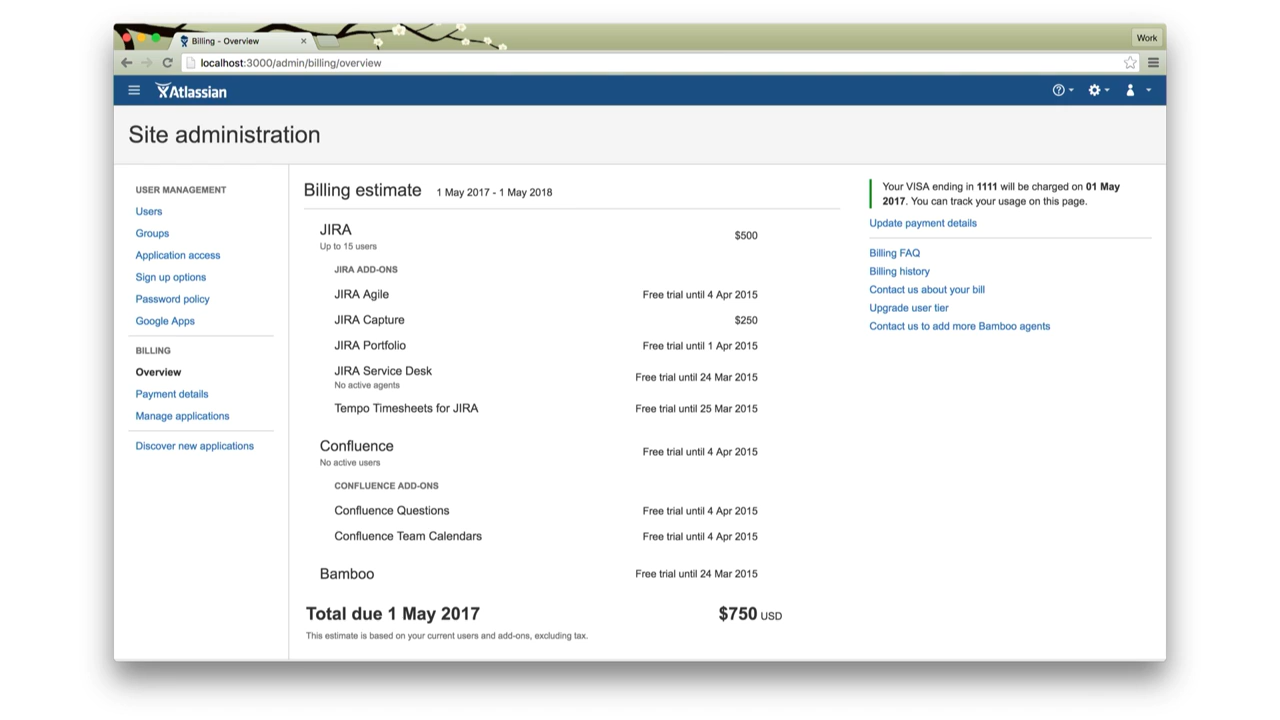 Billing - Overview
Work
localhost:3000/admin/billing/overview
Atlassian
Site administration
USER MANAGEMENT
Users
Groups
Application access
Sign up options
Password policy
Google Apps
BILLING
Overview
Payment details
Manage applications
Discover new applications
Billing estimate 1 May 2017 - 1 May 2018
JIRA $500
Up to 15 users
JIRA ADD-ONS
JIRA Agile Free trial until 4 Apr 2015
JIRA Capture $250
JIRA Portfolio Free trial until 1 Apr 2015
JIRA Service Desk Free trial until 24 Mar 2015
No active agents
Tempo Timesheets for JIRA Free trial until 25 Mar 2015
Confluence Free trial until 4 Apr 2015
No active users
CONFLUENCE ADD-ONS
Confluence Questions Free trial until 4 Apr 2015
Confluence Team Calendars Free trial until 4 Apr 2015
Bamboo Free trial until 24 Mar 2015
Total due 1 May 2017 $750 USD
This estimate is based on your current users and add-ons, excluding tax.
Your VISA ending in 1111 will be charged on 01 May
2017. You can track your usage on this page.
Update payment details
Billing FAQ
Billing history
Contact us about your bill
Upgrade user tier
Contact us to add more Bamboo agents